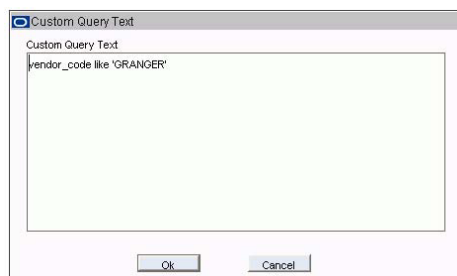 Custom Query Text
Custom Query Text
vendor_code like 'GRANGER'
Ok
Cancel